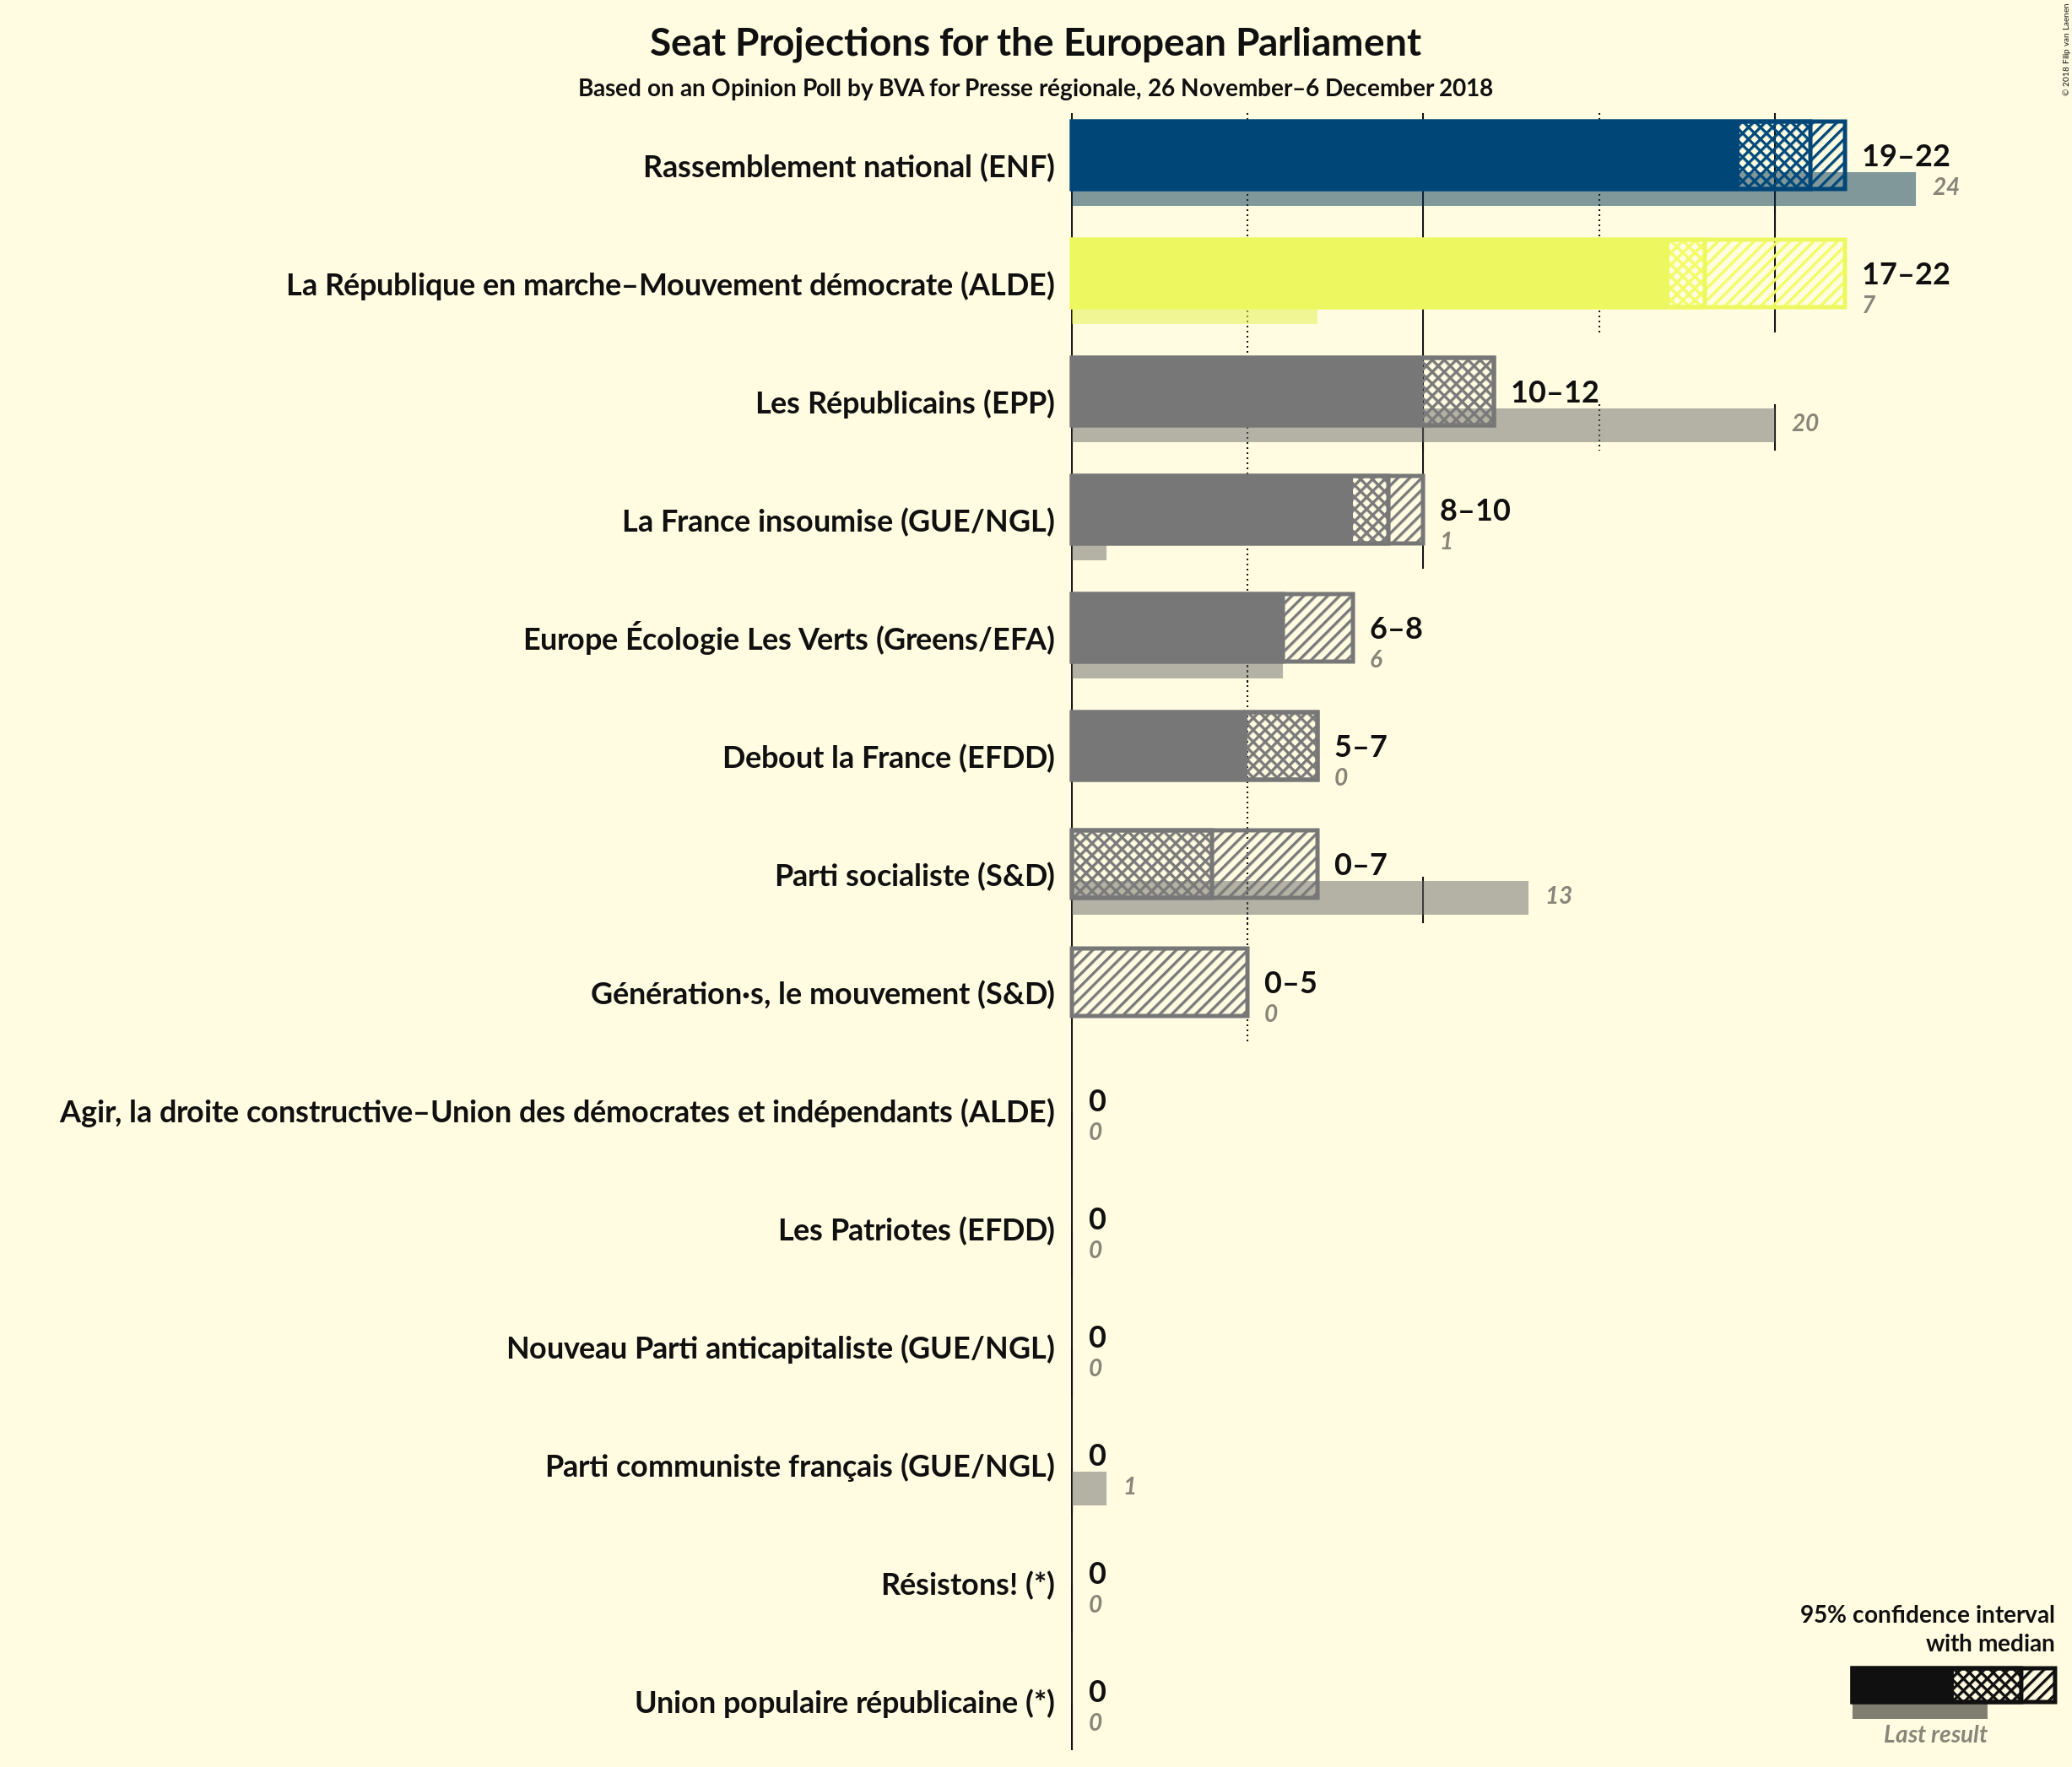 Seat Projections for the European Parliament
Based on an Opinion Poll by BVA for Presse régionale, 26 November–6 December 2018
© 2018 Filip van Laenen
Rassemblement national (ENF)
19–22
24
La République en marche–Mouvement démocrate (ALDE)
17–22
7
Les Républicains (EPP)
10–12
20
La France insoumise (GUE/NGL)
8–10
1
Europe Écologie Les Verts (Greens/EFA)
6–8
6
Debout la France (EFDD)
5–7
0
Parti socialiste (S&D)
0–7
13
Génération·s, le mouvement (S&D)
0–5
0
Agir, la droite constructive–Union des démocrates et indépendants (ALDE)
0
0
Les Patriotes (EFDD)
0
0
Nouveau Parti anticapitaliste (GUE/NGL)
0
0
Parti communiste français (GUE/NGL)
0
1
Résistons! (*)
0
0
Union populaire républicaine (*)
0
0
95% confidence interval
with median
Last result